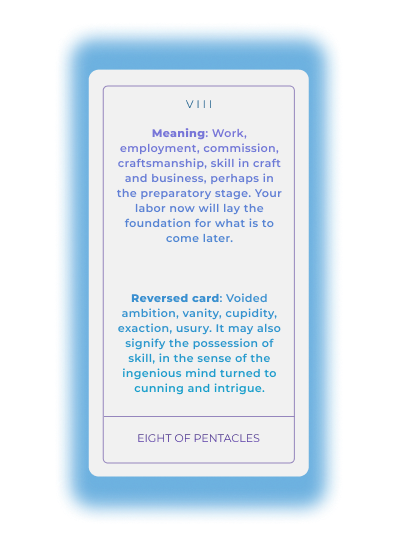 VIII
Meaning: Work,
employment, commission,
craftsmanship, skill in craft
and business, perhaps in
the preparatory stage. Your
labor now will lay the
foundation for what is to
come later.
Reversed card: Voided
ambition, vanity, cupidity,
exaction, usury. It may also
signify the possession of
skill, in the sense of the
ingenious mind turned to
cunning and intrigue.
EIGHT OF PENTACLES